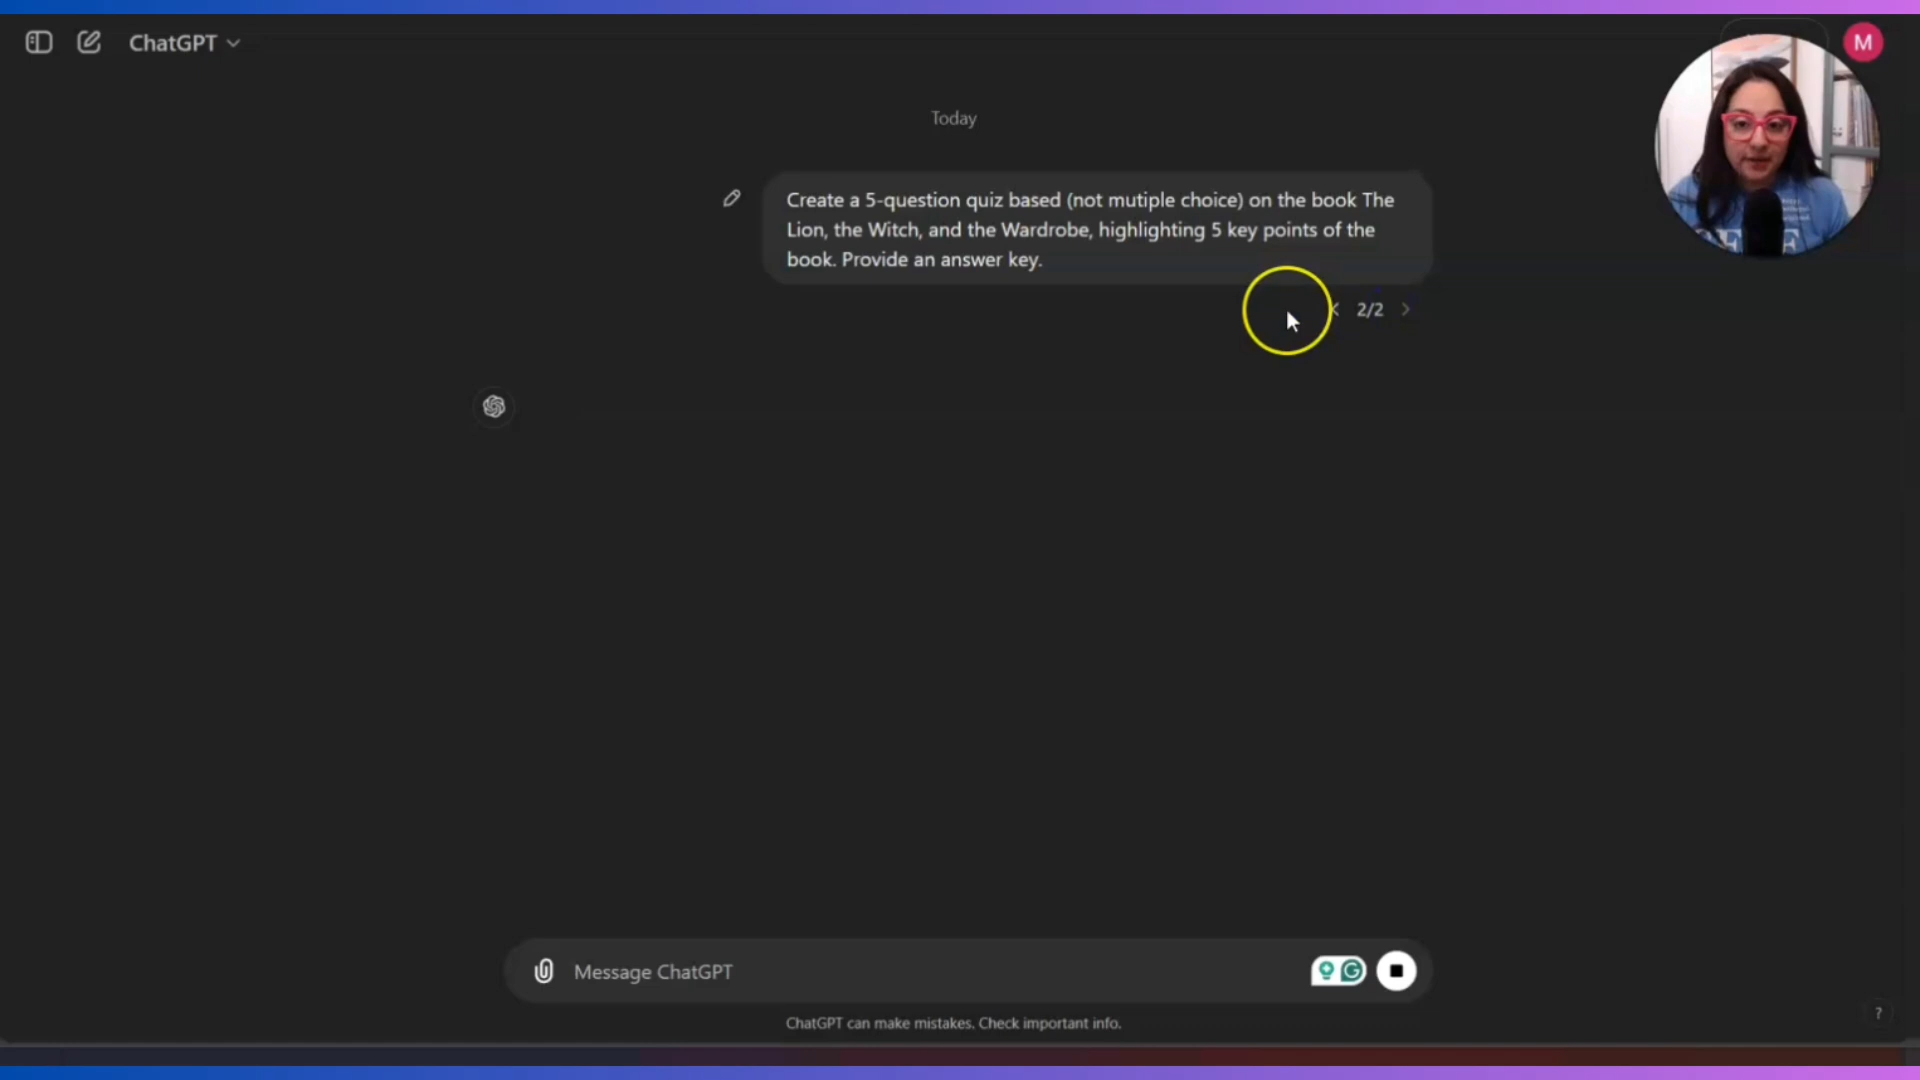 ChatGPT
M
Today
Create a 5-question quiz based (not mutiple choice) on the book The
Lion, the Witch, and the Wardrobe, highlighting 5 key points of the
book. Provide an answer key.
2/2
Message ChatGPT
ChatGPT can make mistakes. Check important info.
?